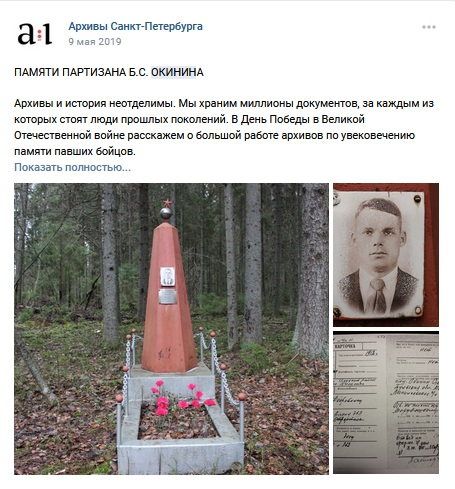 a:1
Архивы Санкт-Петербурга
9 мая 2019
ПАМЯТИ ПАРТИЗАНА Б.С. ОКИНИНА
Архивы и история неотделимы. Мы храним миллионы документов, за каждым из
которых стоят люди прошлых поколений. В День Победы в Великой
Отечественной войне расскажем о большой работе архивов по увековечению
памяти павших бойцов.
Показать полностью...
КАРТОЧКА